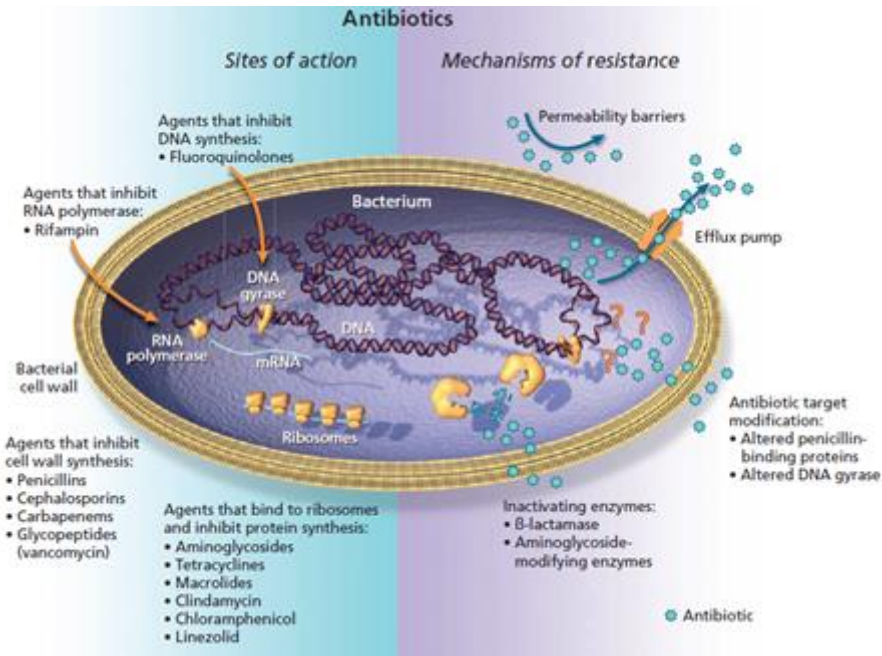 Antibiotics
Sites of action
Mechanisms of resistance
Agents that inhibit
DNA synthesis:
• Fluoroquinolones
Permeability barriers
Agents that inhibit
RNA polymerase:
• Rifampin
Bacterium
Efflux pump
DNA
gyrase
DNA
RNA
polymerase
mRNA
? ?
?
Bacterial
cell wall
Ribosomes
Antibiotic target
modification:
• Altered penicillin-
binding proteins
• Altered DNA gyrase
Agents that inhibit
cell wall synthesis:
• Penicillins
• Cephalosporins
• Carbapenems
• Glycopeptides
(vancomycin)
Agents that bind to ribosomes
and inhibit protein synthesis:
• Aminoglycosides
• Tetracyclines
• Macrolides
• Clindamycin
• Chloramphenicol
• Linezolid
Inactivating enzymes:
• ß-lactamase
• Aminoglycoside-
modifying enzymes
Antibiotic